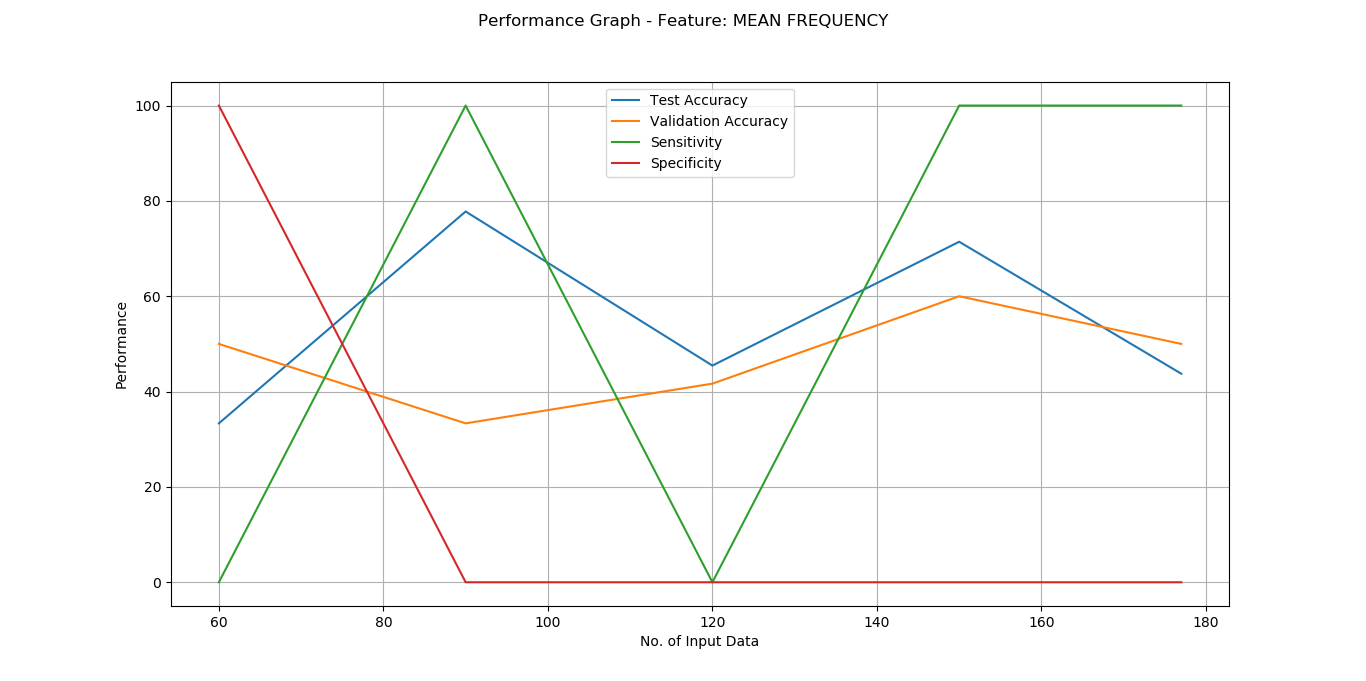 Performance Graph - Feature: MEAN FREQUENCY
Test Accuracy
Validation Accuracy
Sensitivity
Specificity
100
80
60
40
20
0
Performance
60 80 100 120 140 160 180
No. of Input Data